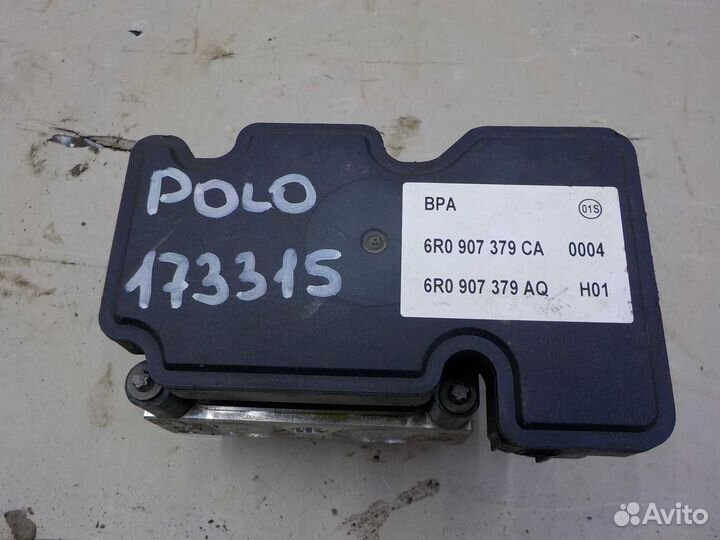 POLO
173315
BPA 01S
6R0 907 379 CA 0004
6R0 907 379 AQ H01
Avito